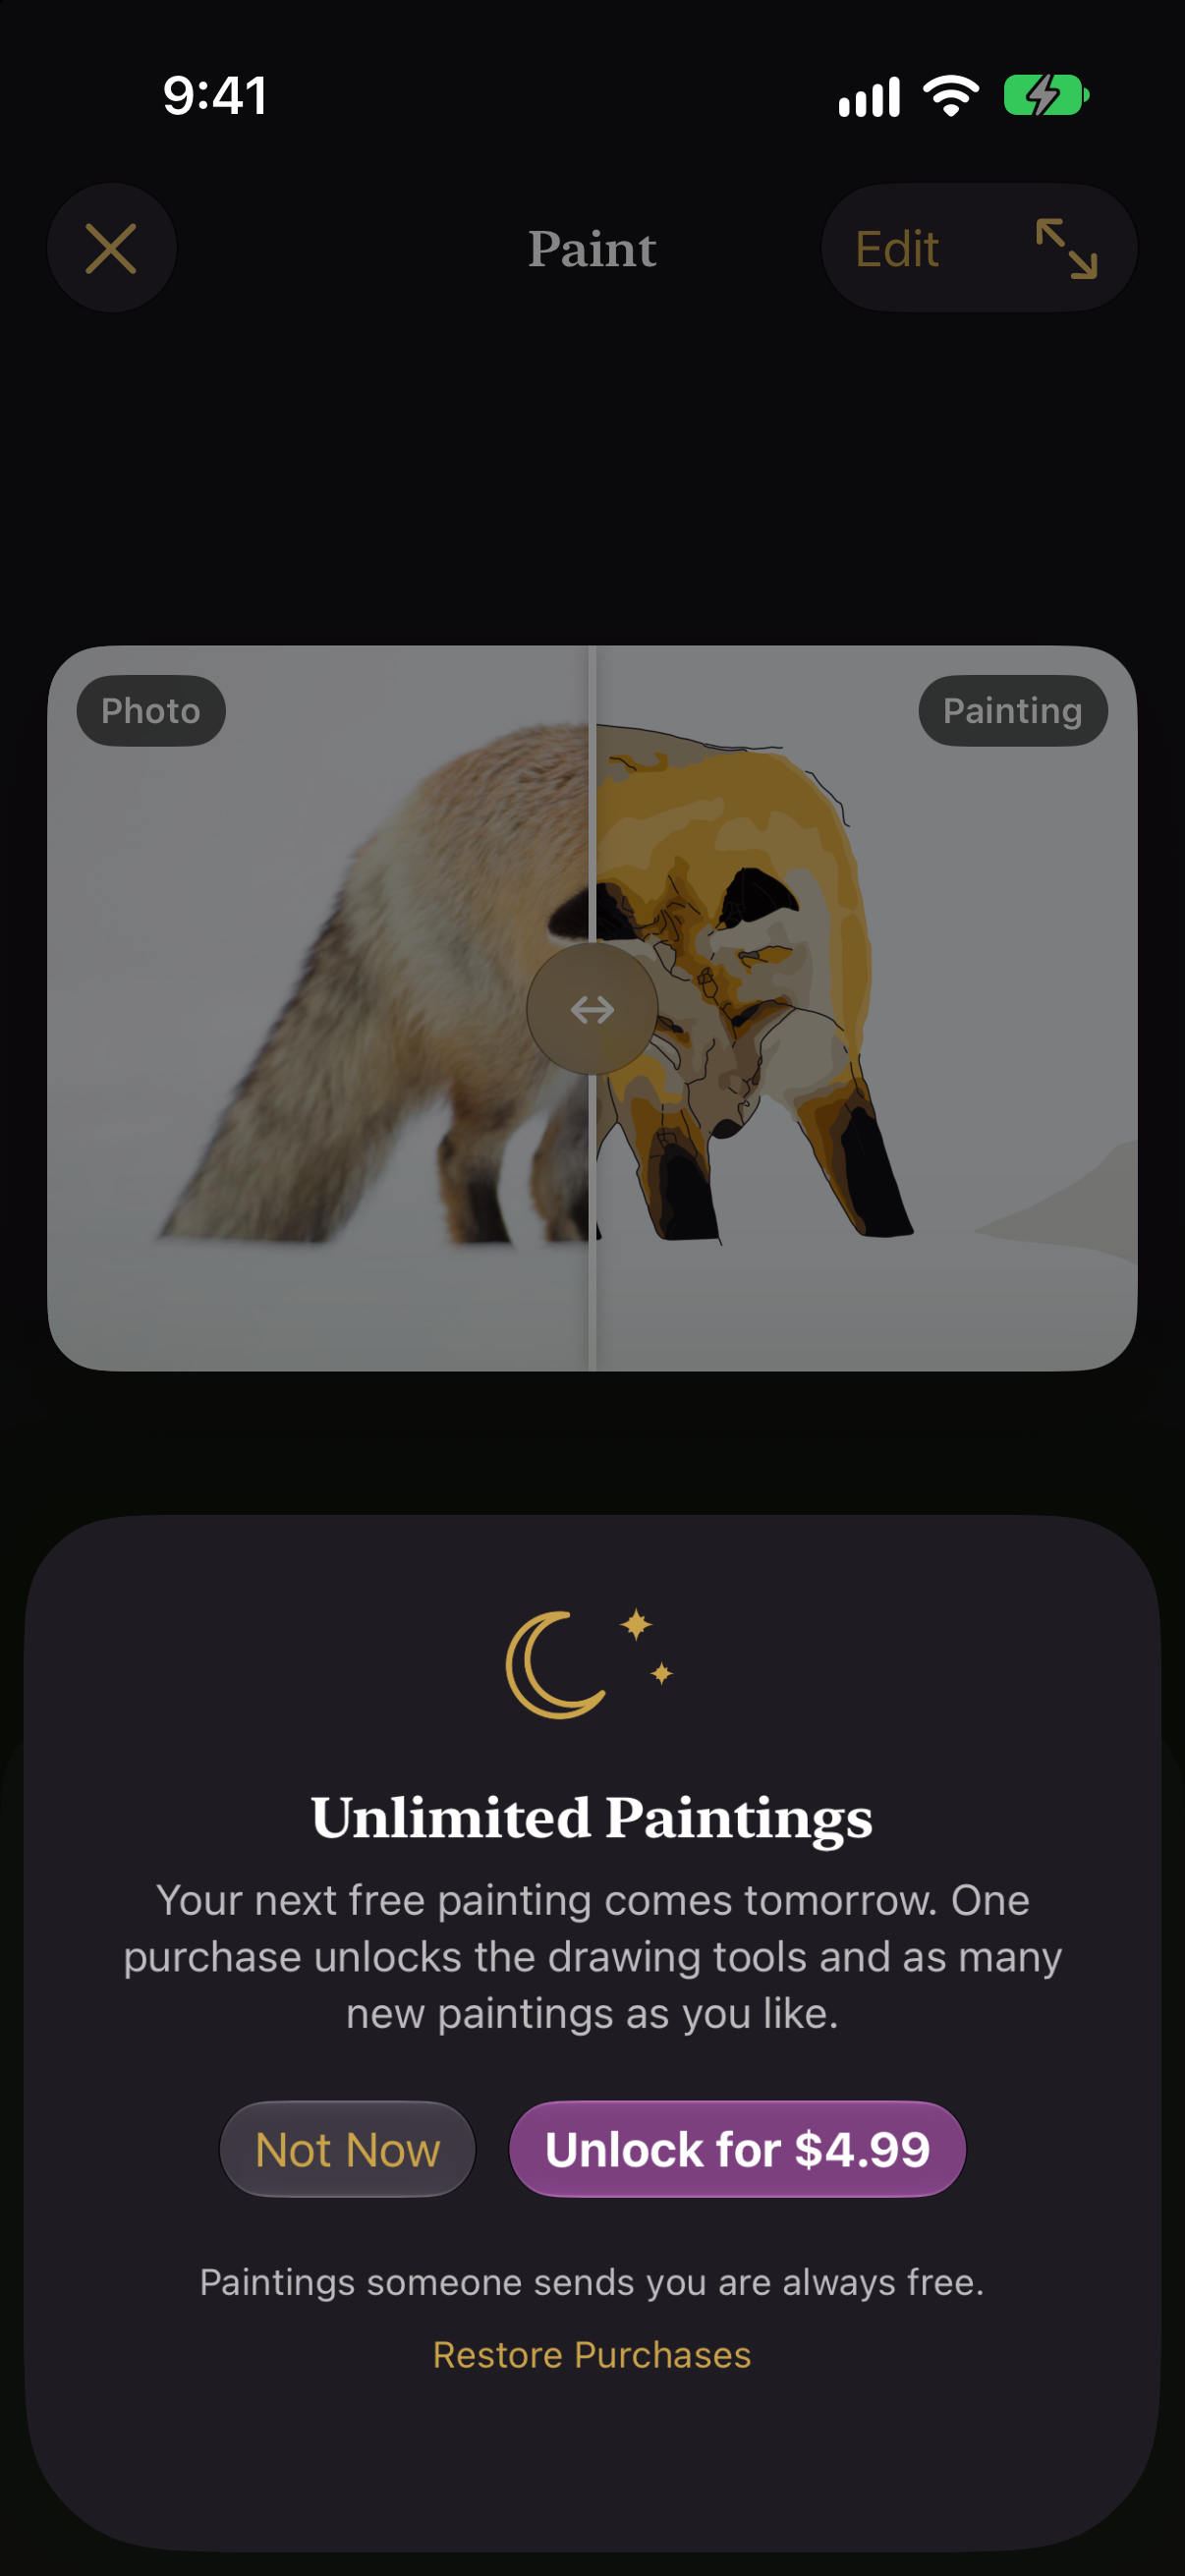 9:41
Paint
Edit
Photo
Painting
Unlimited Paintings
Your next free painting comes tomorrow. One
purchase unlocks the drawing tools and as many
new paintings as you like.
Not Now
Unlock for $4.99
Paintings someone sends you are always free.
Restore Purchases